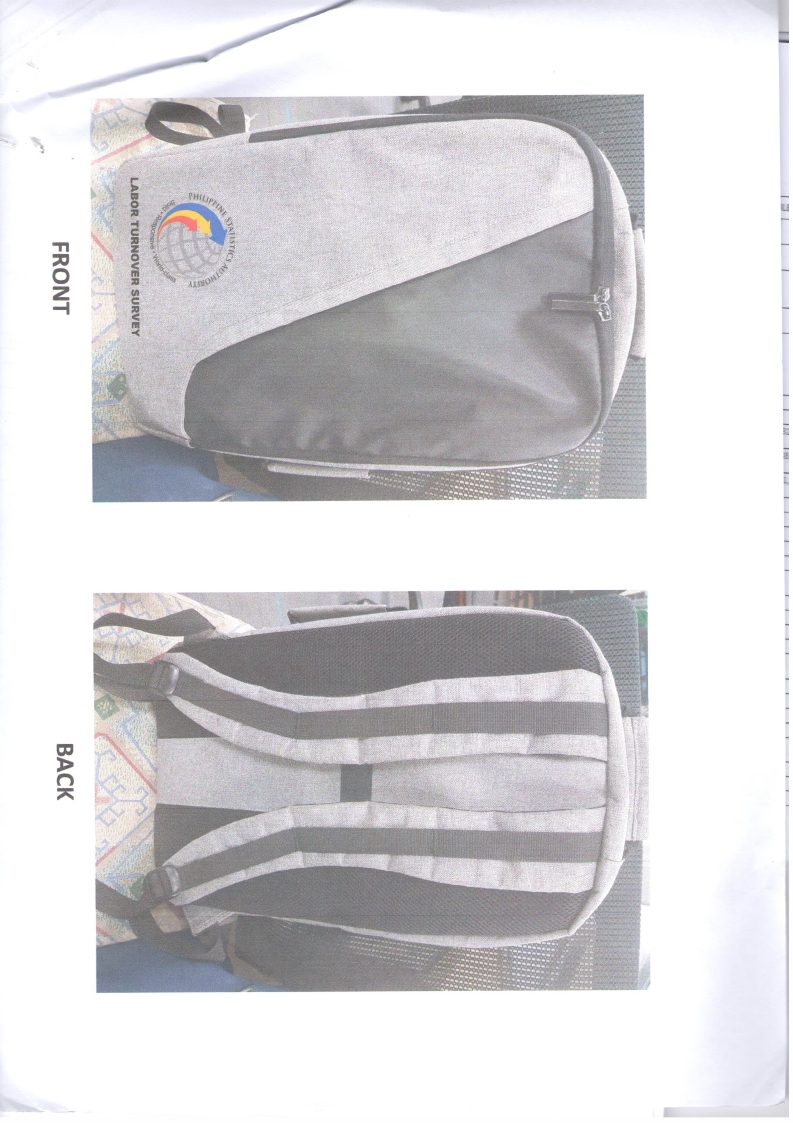 FRONT
PHILIPPINE STATISTICS AUTHORITY
LABOR TURNOVER SURVEY
BACK